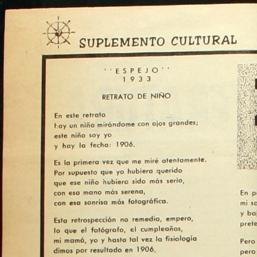 SUPLEMENTO CULTURAL
"ESPEJO"
1933
RETRATO DE NIÑO
En este retrato
hay un niño mirándome con ojos grandes;
este niño soy yo
y hay la fecha: 1906.
Es la primera vez que me miré atentamente.
Por supuesto que yo hubiera querido
que ese niño hubiera sido más serio,
con esa mano más serena,
con esa sonrisa más fotográfica.
Esta retrospección no remedia, empero,
lo que el fotógrafo, el cumpleaños,
mi mamá, yo y hasta tal vez la fisiología
dimos por resultado en 1906.
En p
mi so
y ba
prete
Pero
pero